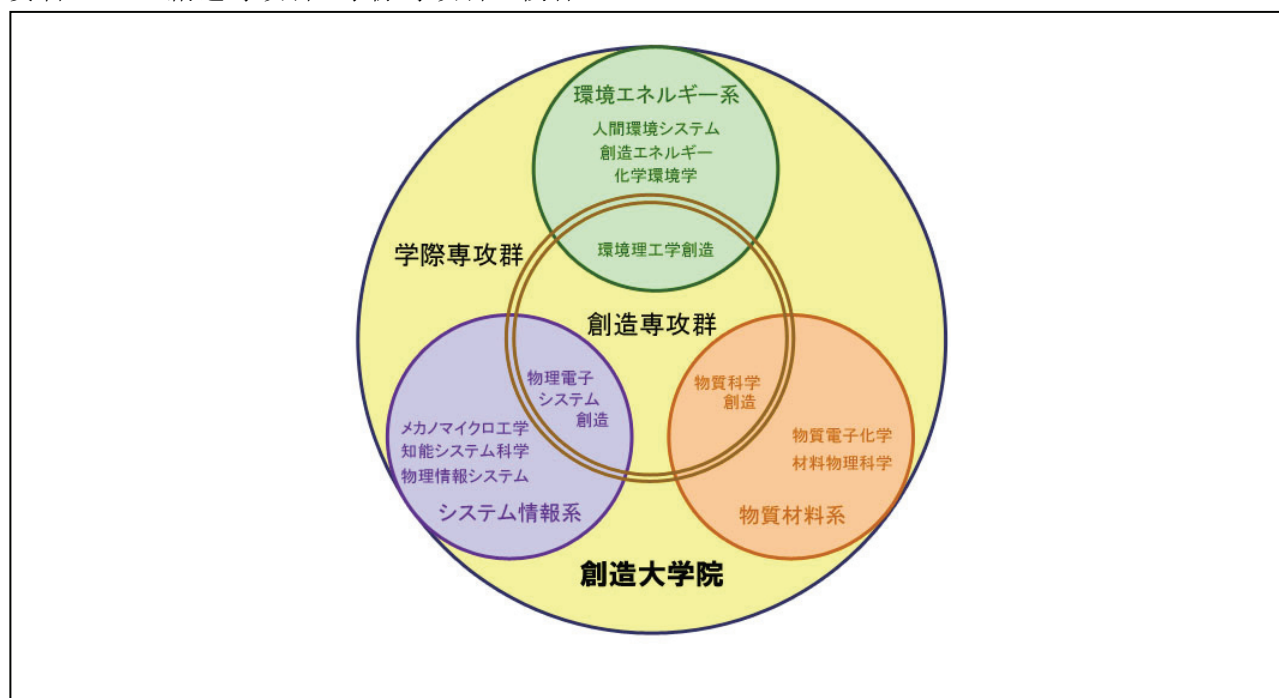 環境エネルギー系
人間環境システム
創造エネルギー
化学環境学
環境理工学創造
学際専攻群
創造専攻群
物理電子
システム
創造
メカノマイクロ工学
知能システム科学
物理情報システム
システム情報系
物質科学
創造
物質電子化学
材料物理科学
物質材料系
創造大学院